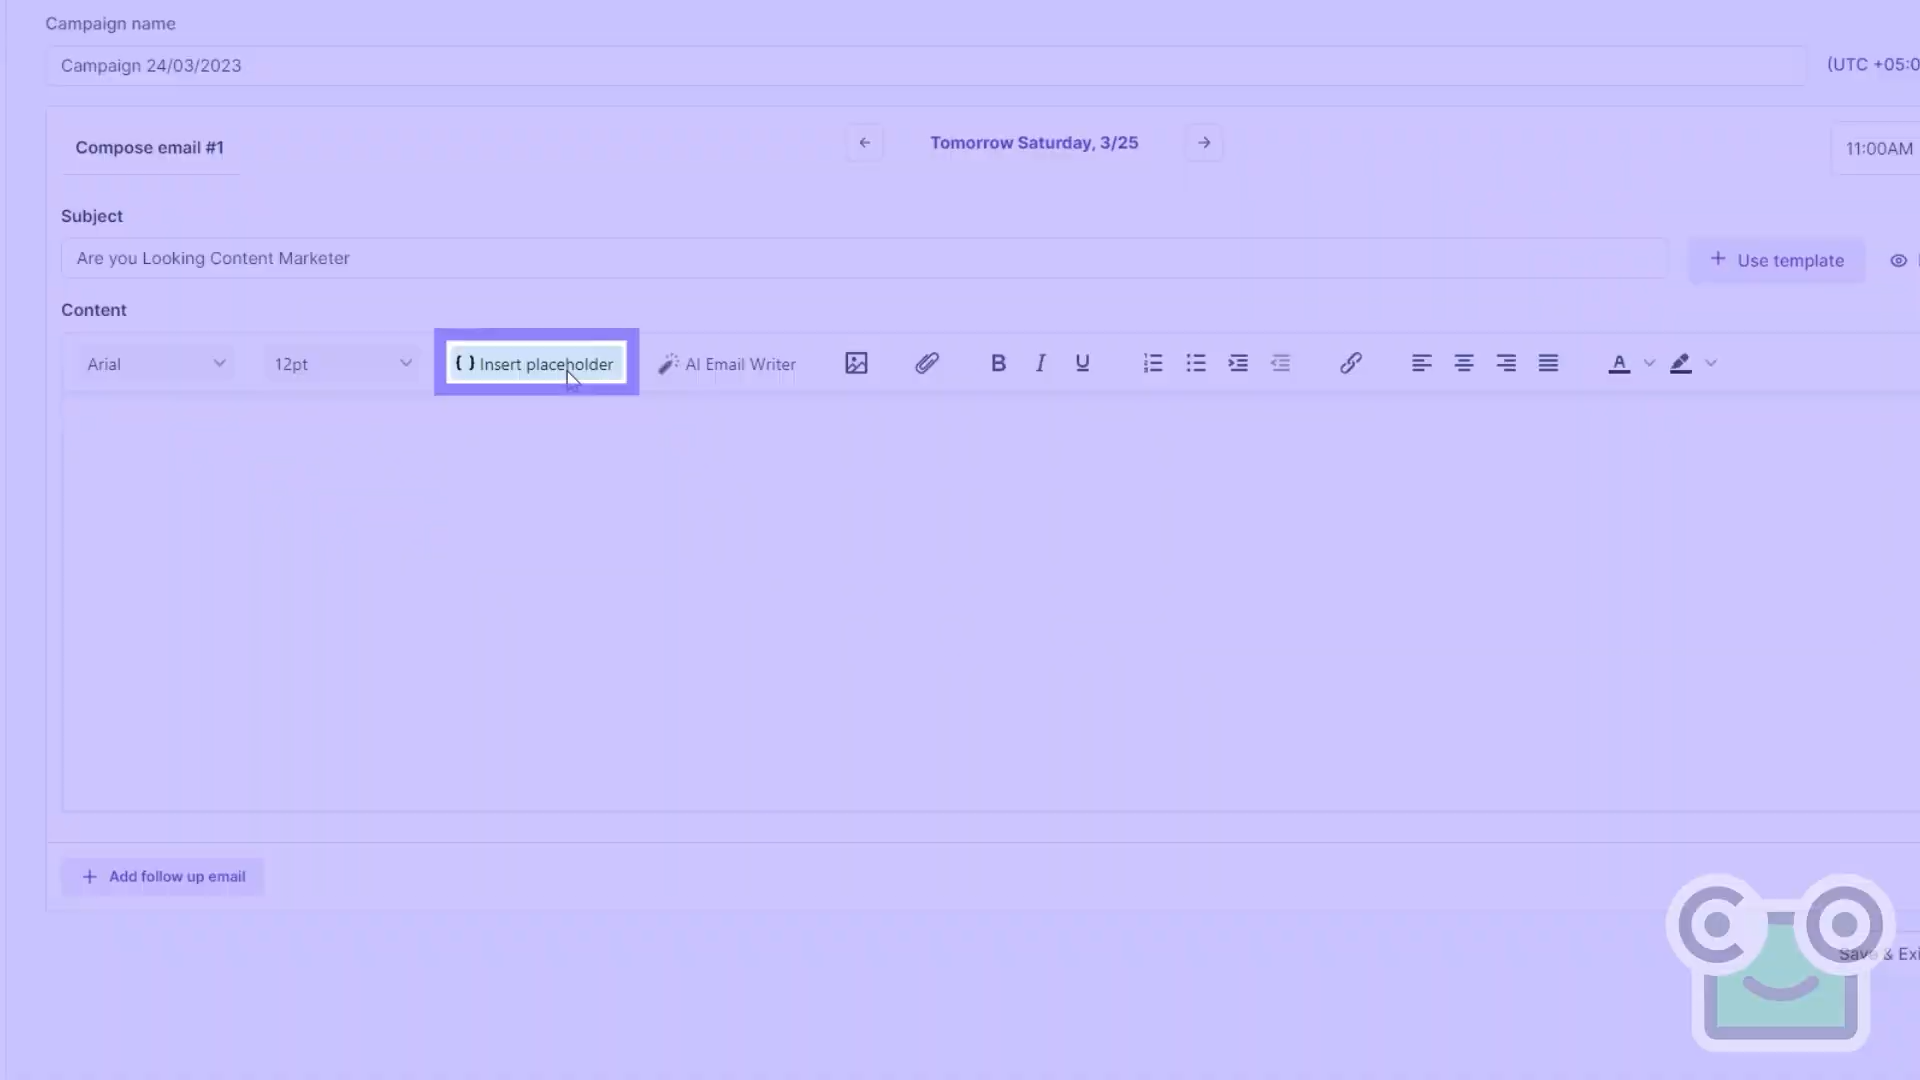 Campaign name
Campaign 24/03/2023
(UTC +05:0
Compose email #1
Tomorrow Saturday, 3/25
11:00AM
Subject
Are you Looking Content Marketer
+ Use template
Content
Arial
12pt
{ } Insert placeholder
AI Email Writer
B I U
A
+ Add follow up email
Save & Exi